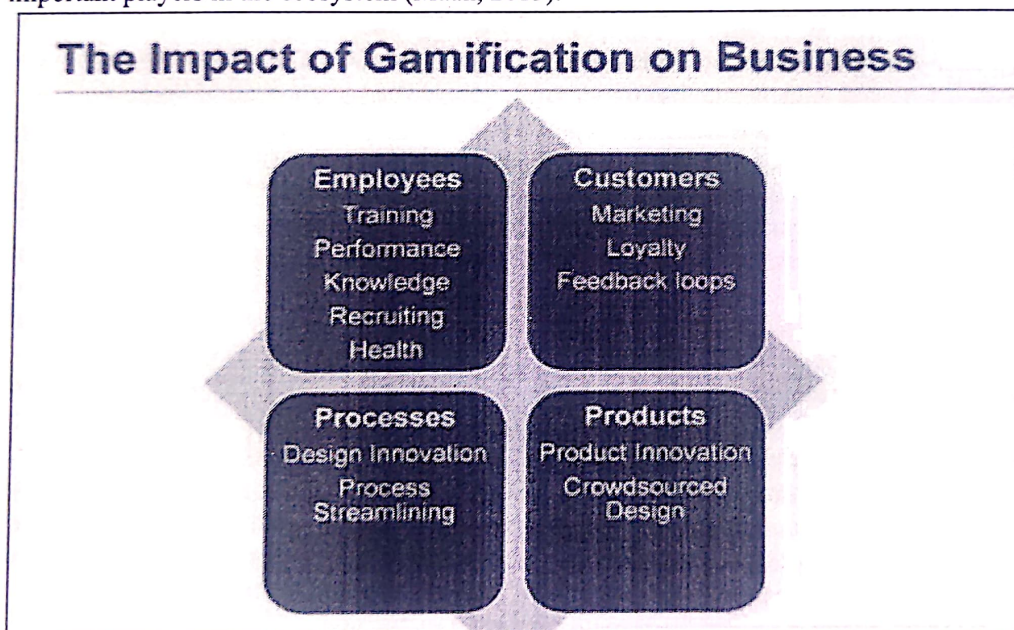 The Impact of Gamification on Business
Employees
Training
Performance
Knowledge
Recruiting
Health
Customers
Marketing
Loyalty
Feedback loops
Processes
Design Innovation
Process
Streamlining
Products
Product Innovation
Crowdsourced
Design